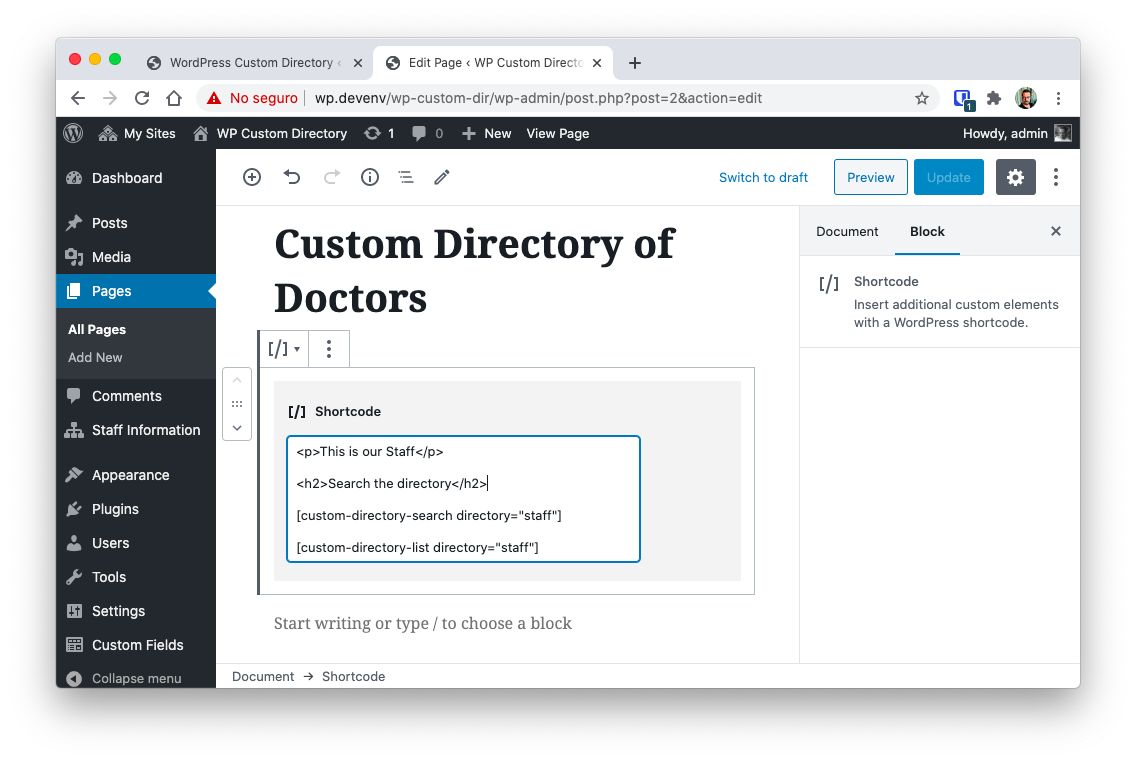 WordPress Custom Directory ‹
Edit Page ‹ WP Custom Directo
No seguro
wp.devenv/wp-custom-dir/wp-admin/post.php?post=2&action=edit
1
My Sites
WP Custom Directory
1
0
New
View Page
Howdy, admin
Dashboard
Posts
Media
Pages
All Pages
Add New
Comments
Staff Information
Appearance
Plugins
Users
Tools
Settings
Custom Fields
Collapse menu
Switch to draft
Preview
Update
Custom Directory of
Doctors
[/]
[/] Shortcode
<p>This is our Staff</p>
<h2>Search the directory</h2>
[custom-directory-search directory="staff"]
[custom-directory-list directory="staff"]
Start writing or type / to choose a block
Document
Block
[/] Shortcode
Insert additional custom elements
with a WordPress shortcode.
Document → Shortcode